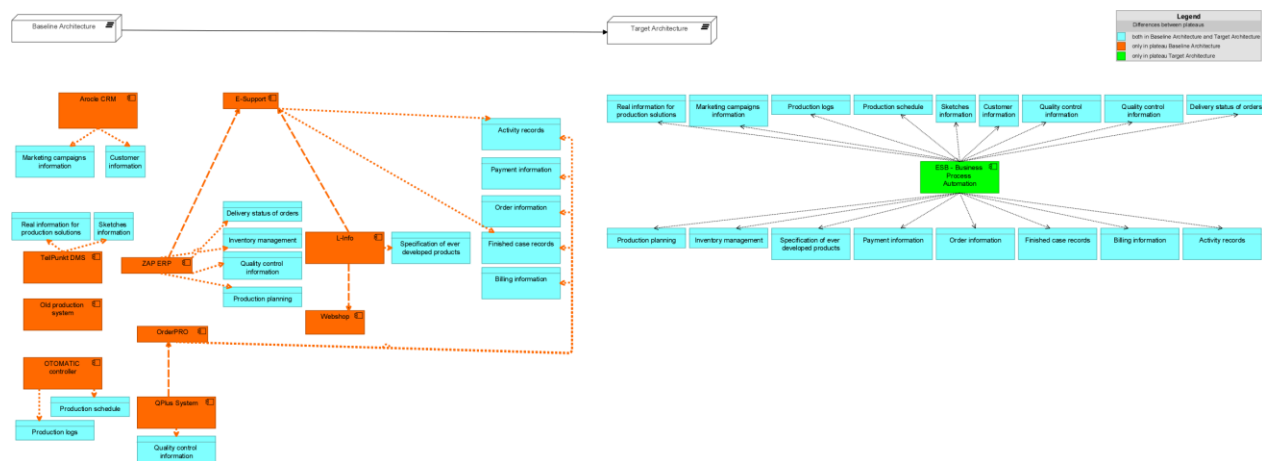 Baseline Architecture
Target Architecture
Legend
Differences between plateaus
both in Baseline Architecture and Target Architecture
only in plateau Baseline Architecture
only in plateau Target Architecture
Arocle CRM
E-Support
Activity records
Marketing campaigns
information
Customer
information
Payment information
Real information for
production solutions
Sketches
information
Delivery status of orders
Order information
TailPunkt DMS
ZAP ERP
Inventory management
L-Info
Specification of ever
developed products
Finished case records
Quality control
information
Production planning
Billing information
Old production
system
OrderPRO
Webshop
OTOMATIC
controller
Production schedule
Production logs
QPlus System
Quality control
information
Real information for
production solutions
Marketing campaigns
information
Production logs
Production schedule
Sketches
information
Customer
information
Quality control
information
Quality control
information
Delivery status of orders
ESB - Business
Process
Automation
Production planning
Inventory management
Specification of ever
developed products
Payment information
Order information
Finished case records
Billing information
Activity records